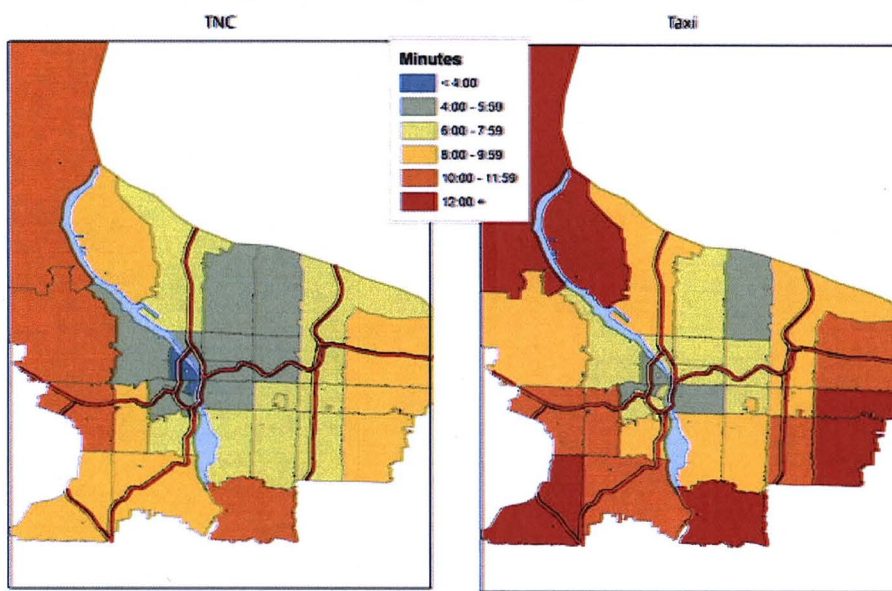 TNC
Taxi
Minutes
< 4:00
4:00 - 5:59
6:00 - 7:59
8:00 - 9:59
10:00 - 11:59
12:00 +